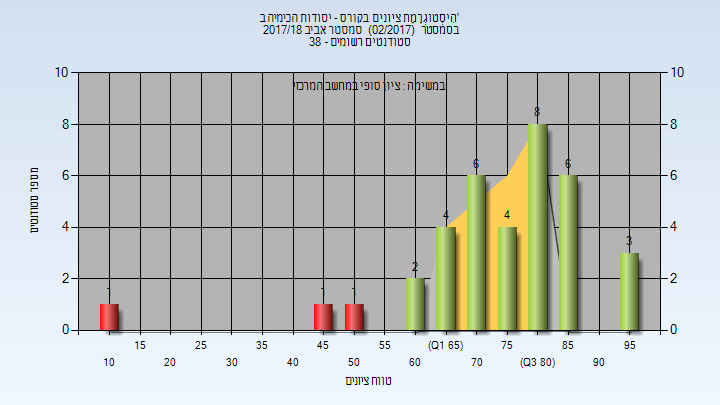 היסטוגרמת ציונים בקורס - יסודות הכימיה ב'
בסמסטר (02/2017) סמסטר אביב 2017/18
סטודנטים רשומים - 38
במשימה : ציון סופי במחשב המרכזי
מספר סטודנטים
10 10
8 8
6 6
4 4
2 2
0 0
1 1 1 2 4 6 4 8 6 3
15 25 35 45 55 (Q1 65) 75 85 95
10 20 30 40 50 60 70 (Q3 80) 90
טווח ציונים